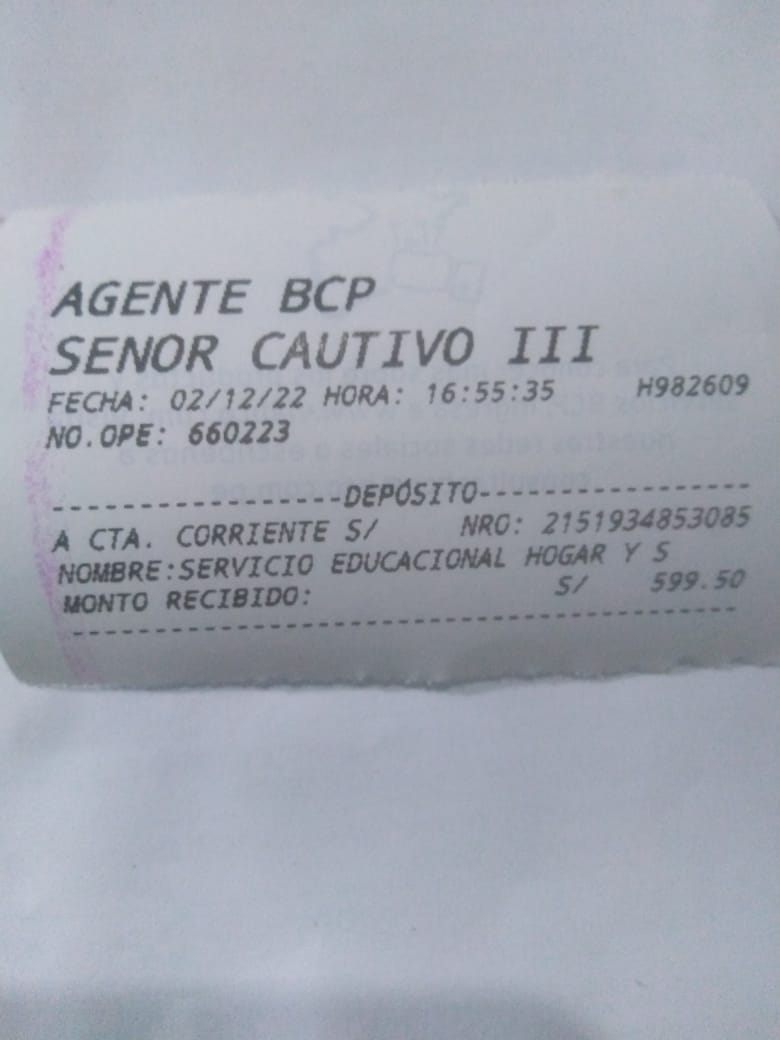 AGENTE BCP
SENOR CAUTIVO III
FECHA: 02/12/22 HORA: 16:55:35 H982609
NO.OPE: 660223
------------------DEPÓSITO------------------
A CTA. CORRIENTE S/ NRO: 2151934853085
NOMBRE:SERVICIO EDUCACIONAL HOGAR Y S
MONTO RECIBIDO: S/ 599.50
--------------------------------------------